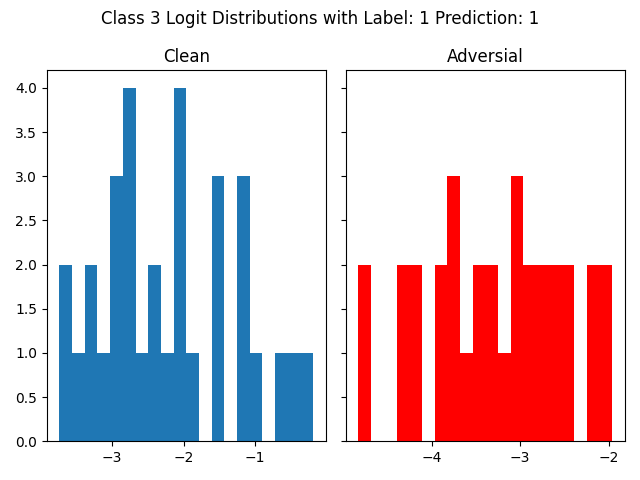 Class 3 Logit Distributions with Label: 1 Prediction: 1
Clean
Adversial
4.0
3.5
3.0
2.5
2.0
1.5
1.0
0.5
0.0
−3 −2 −1
−4 −3 −2